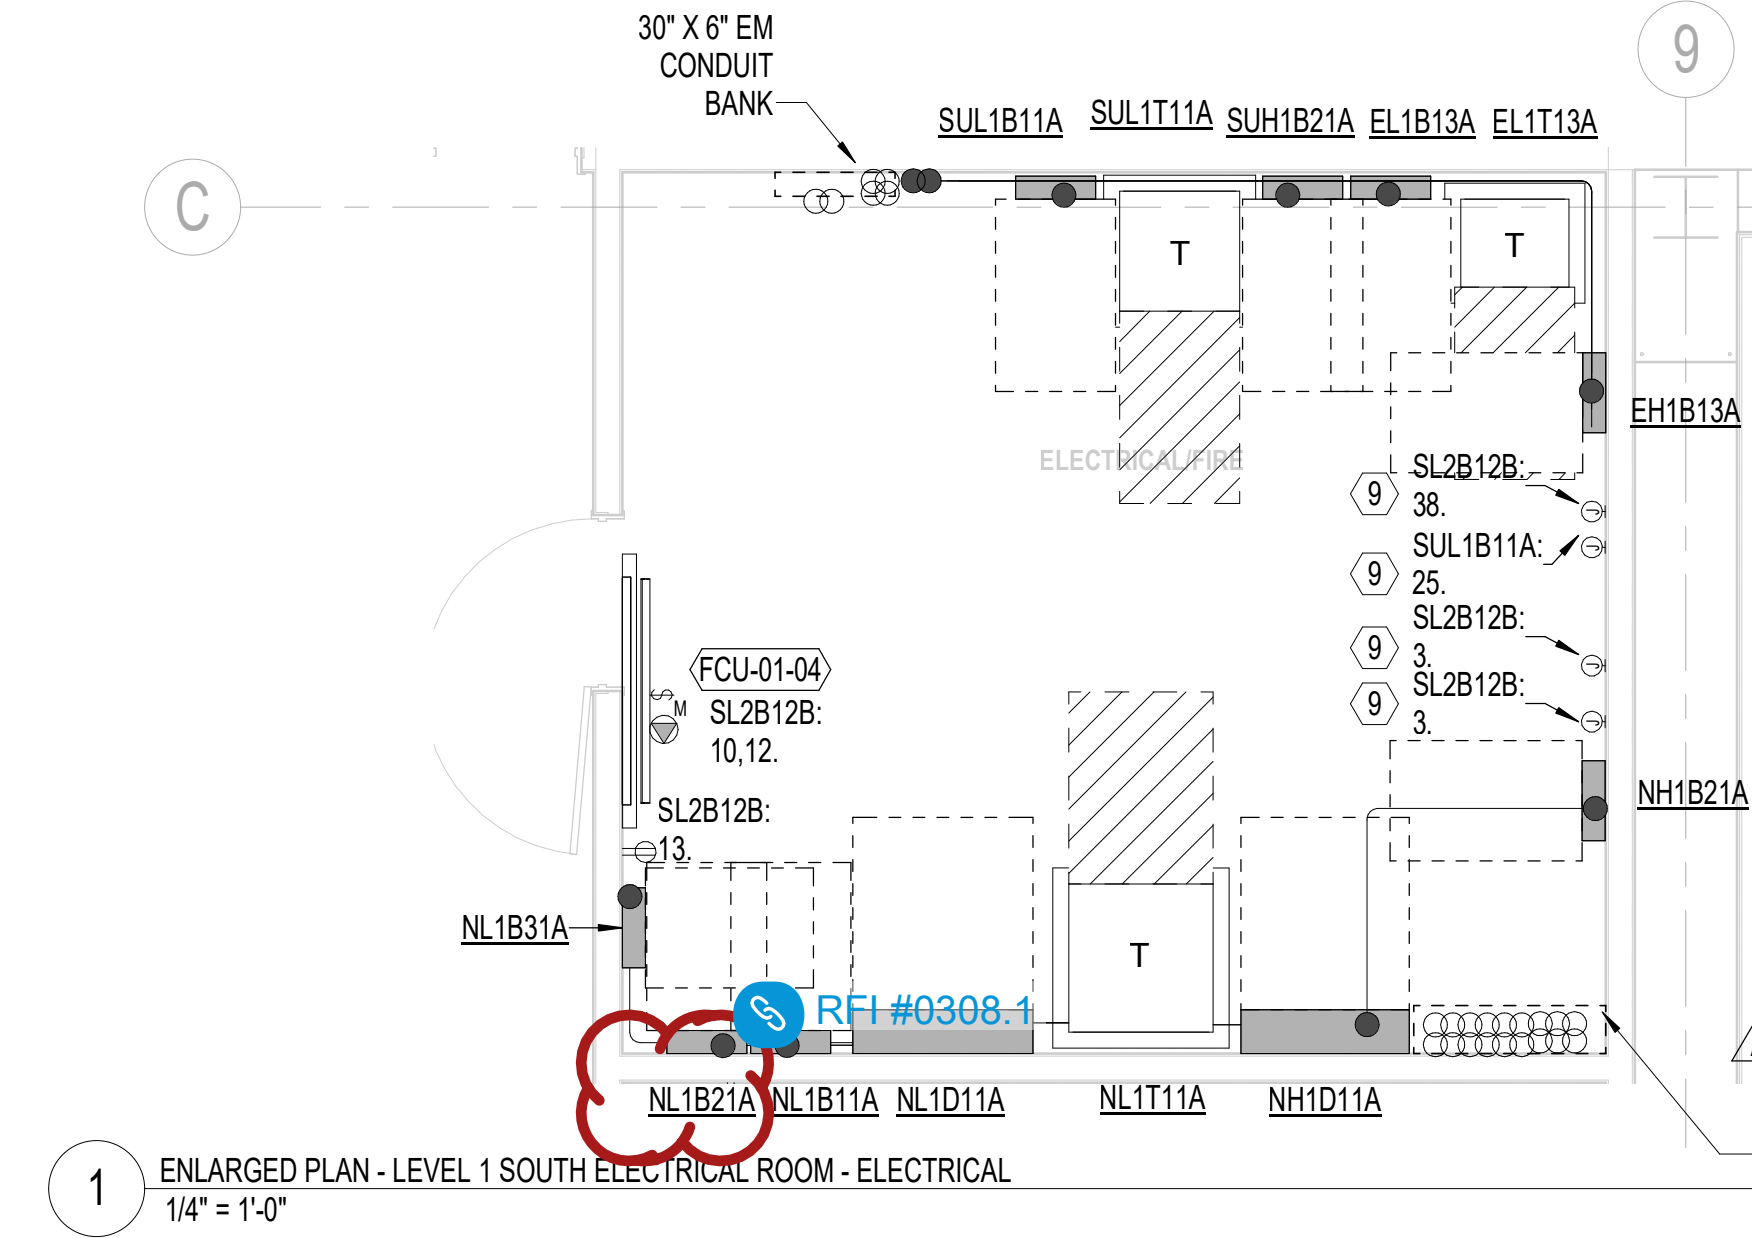 30" X 6" EM
CONDUIT
BANK
9
C
SUL1B11A
SUL1T11A
SUH1B21A
EL1B13A
EL1T13A
T
T
EH1B13A
ELECTRICAL/FIRE
9
SL2B12B:
38.
9
SUL1B11A:
25.
9
SL2B12B:
3.
9
SL2B12B:
3.
FCU-01-04
S
M
SL2B12B:
10,12.
SL2B12B:
13.
NH1B21A
NL1B31A
T
RFI #0308.1
NL1B21A
NL1B11A
NL1D11A
NL1T11A
NH1D11A
1
ENLARGED PLAN - LEVEL 1 SOUTH ELECTRICAL ROOM - ELECTRICAL
1/4" = 1'-0"